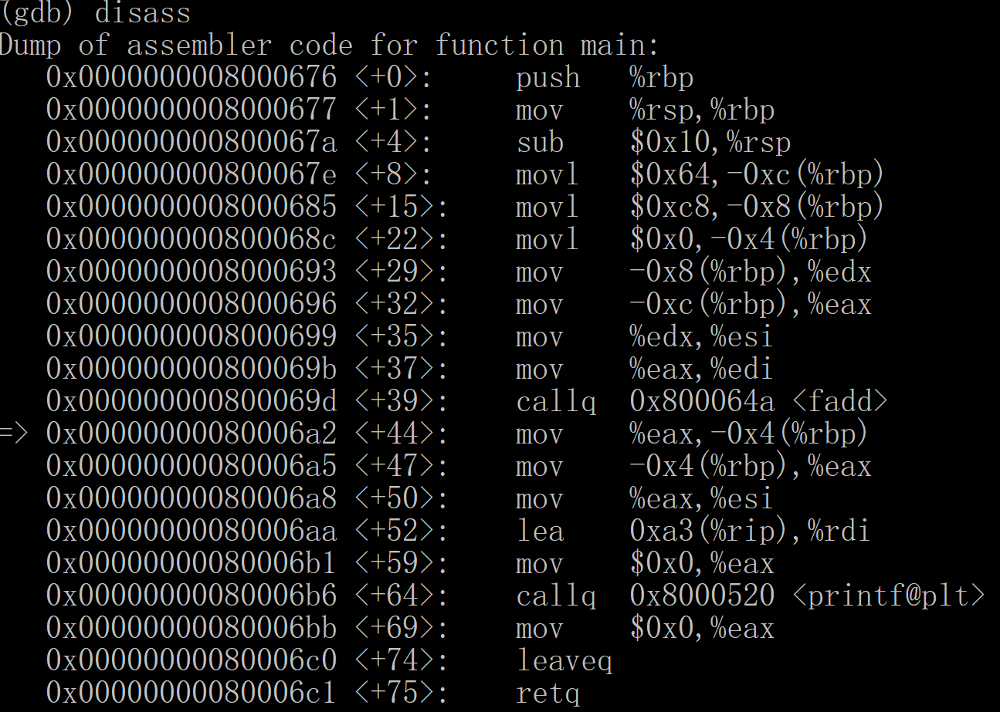 (gdb) disass
Dump of assembler code for function main:
   0x0000000008000676 <+0>:     push   %rbp
   0x0000000008000677 <+1>:     mov    %rsp,%rbp
   0x000000000800067a <+4>:     sub    $0x10,%rsp
   0x000000000800067e <+8>:     movl   $0x64,-0xc(%rbp)
   0x0000000008000685 <+15>:    movl   $0xc8,-0x8(%rbp)
   0x000000000800068c <+22>:    movl   $0x0,-0x4(%rbp)
   0x0000000008000693 <+29>:    mov    -0x8(%rbp),%edx
   0x0000000008000696 <+32>:    mov    -0xc(%rbp),%eax
   0x0000000008000699 <+35>:    mov    %edx,%esi
   0x000000000800069b <+37>:    mov    %eax,%edi
   0x000000000800069d <+39>:    callq  0x800064a <fadd>
=> 0x00000000080006a2 <+44>:    mov    %eax,-0x4(%rbp)
   0x00000000080006a5 <+47>:    mov    -0x4(%rbp),%eax
   0x00000000080006a8 <+50>:    mov    %eax,%esi
   0x00000000080006aa <+52>:    lea    0xa3(%rip),%rdi
   0x00000000080006b1 <+59>:    mov    $0x0,%eax
   0x00000000080006b6 <+64>:    callq  0x8000520 <printf@plt>
   0x00000000080006bb <+69>:    mov    $0x0,%eax
   0x00000000080006c0 <+74>:    leaveq
   0x00000000080006c1 <+75>:    retq